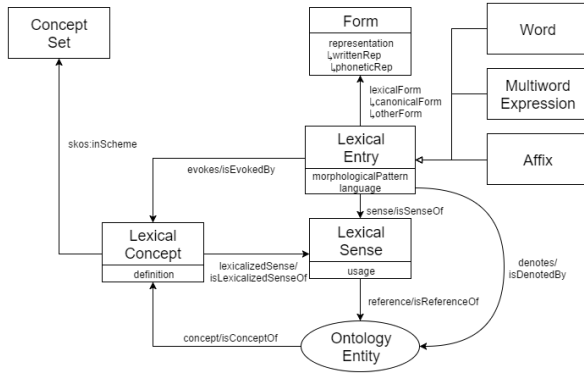 Concept
Set
Form
representation
↳writtenRep
↳phoneticRep
Word
Multiword
Expression
Affix
lexicalForm
↳canonicalForm
↳otherForm
skos:inScheme
Lexical
Entry
morphologicalPattern
language
evokes/isEvokedBy
sense/isSenseOf
Lexical
Concept
definition
lexicalizedSense/
isLexicalizedSenseOf
Lexical
Sense
usage
denotes/
isDenotedBy
reference/isReferenceOf
concept/isConceptOf
Ontology
Entity